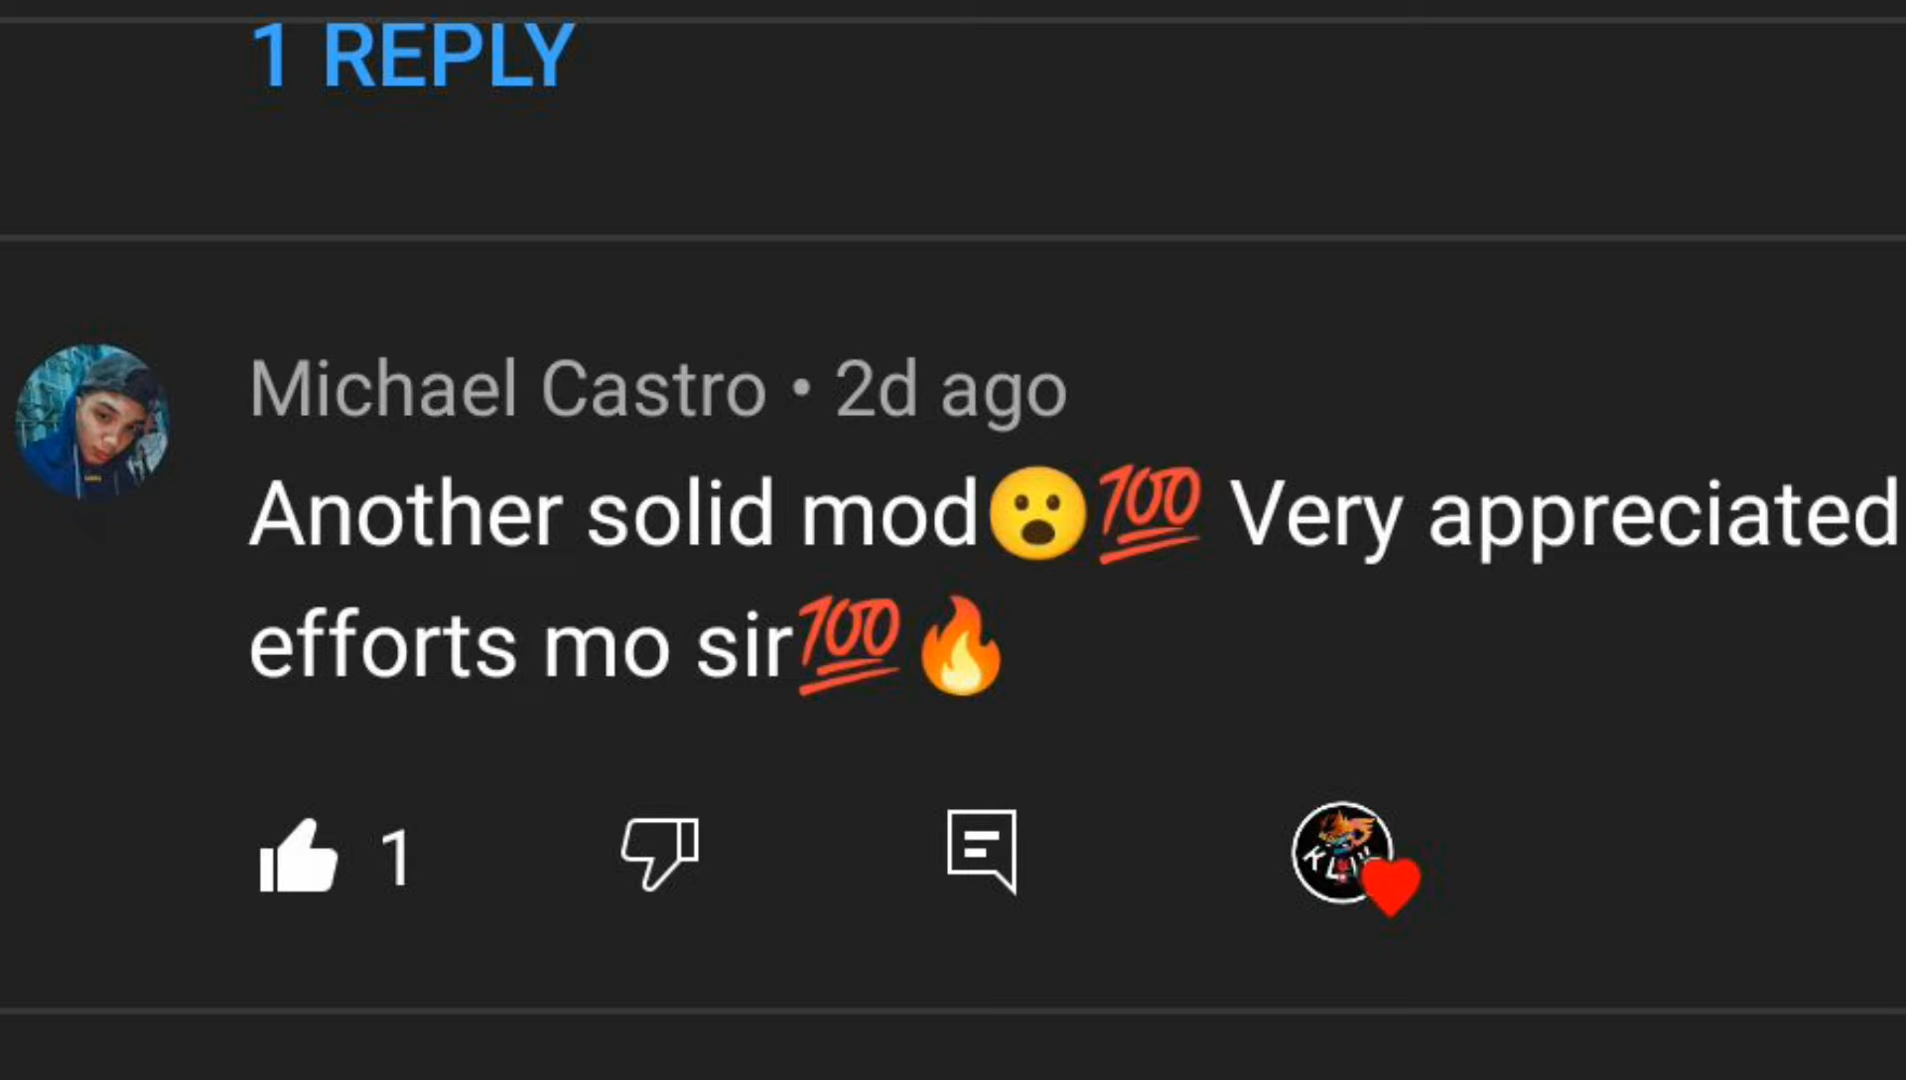 1 REPLY
Michael Castro • 2d ago
Another solid mod😮💯 Very appreciated
efforts mo sir💯🔥
1